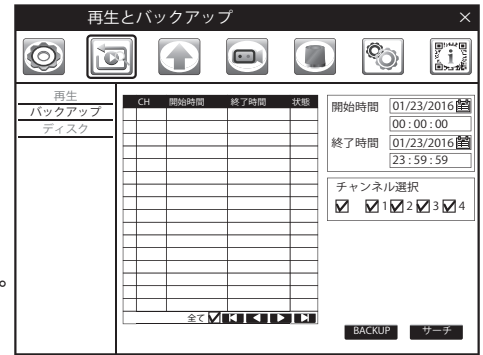 再生とバックアップ ×
再生
バックアップ
ディスク
CH 開始時間 終了時間 状態
全て
開始時間 01/23/2016
00 : 00 : 00
終了時間 01/23/2016
23 : 59 : 59
チャンネル選択
1 2 3 4
BACKUP サーチ
。